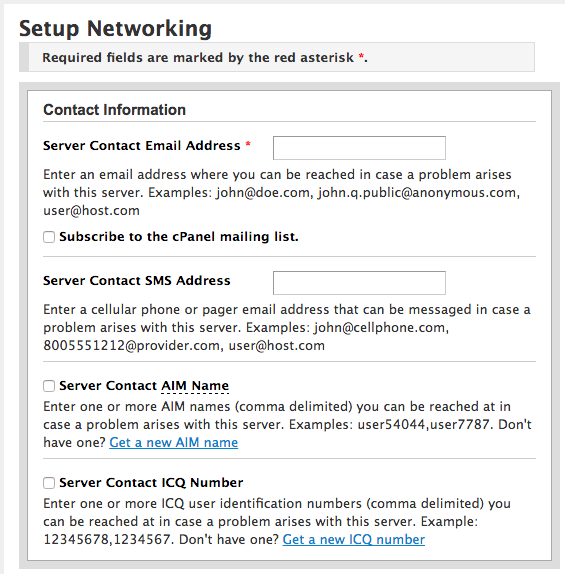 Setup Networking
Required fields are marked by the red asterisk *.
Contact Information
Server Contact Email Address *
Enter an email address where you can be reached in case a problem arises
with this server. Examples: john@doe.com, john.q.public@anonymous.com,
user@host.com
Subscribe to the cPanel mailing list.
Server Contact SMS Address
Enter a cellular phone or pager email address that can be messaged in case a
problem arises with this server. Examples: john@cellphone.com,
8005551212@provider.com, user@host.com
Server Contact AIM Name
Enter one or more AIM names (comma delimited) you can be reached at in
case a problem arises with this server. Examples: user54044,user7787. Don't
have one? Get a new AIM name
Server Contact ICQ Number
Enter one or more ICQ user identification numbers (comma delimited) you
can be reached at in case a problem arises with this server. Example:
12345678,1234567. Don't have one? Get a new ICQ number